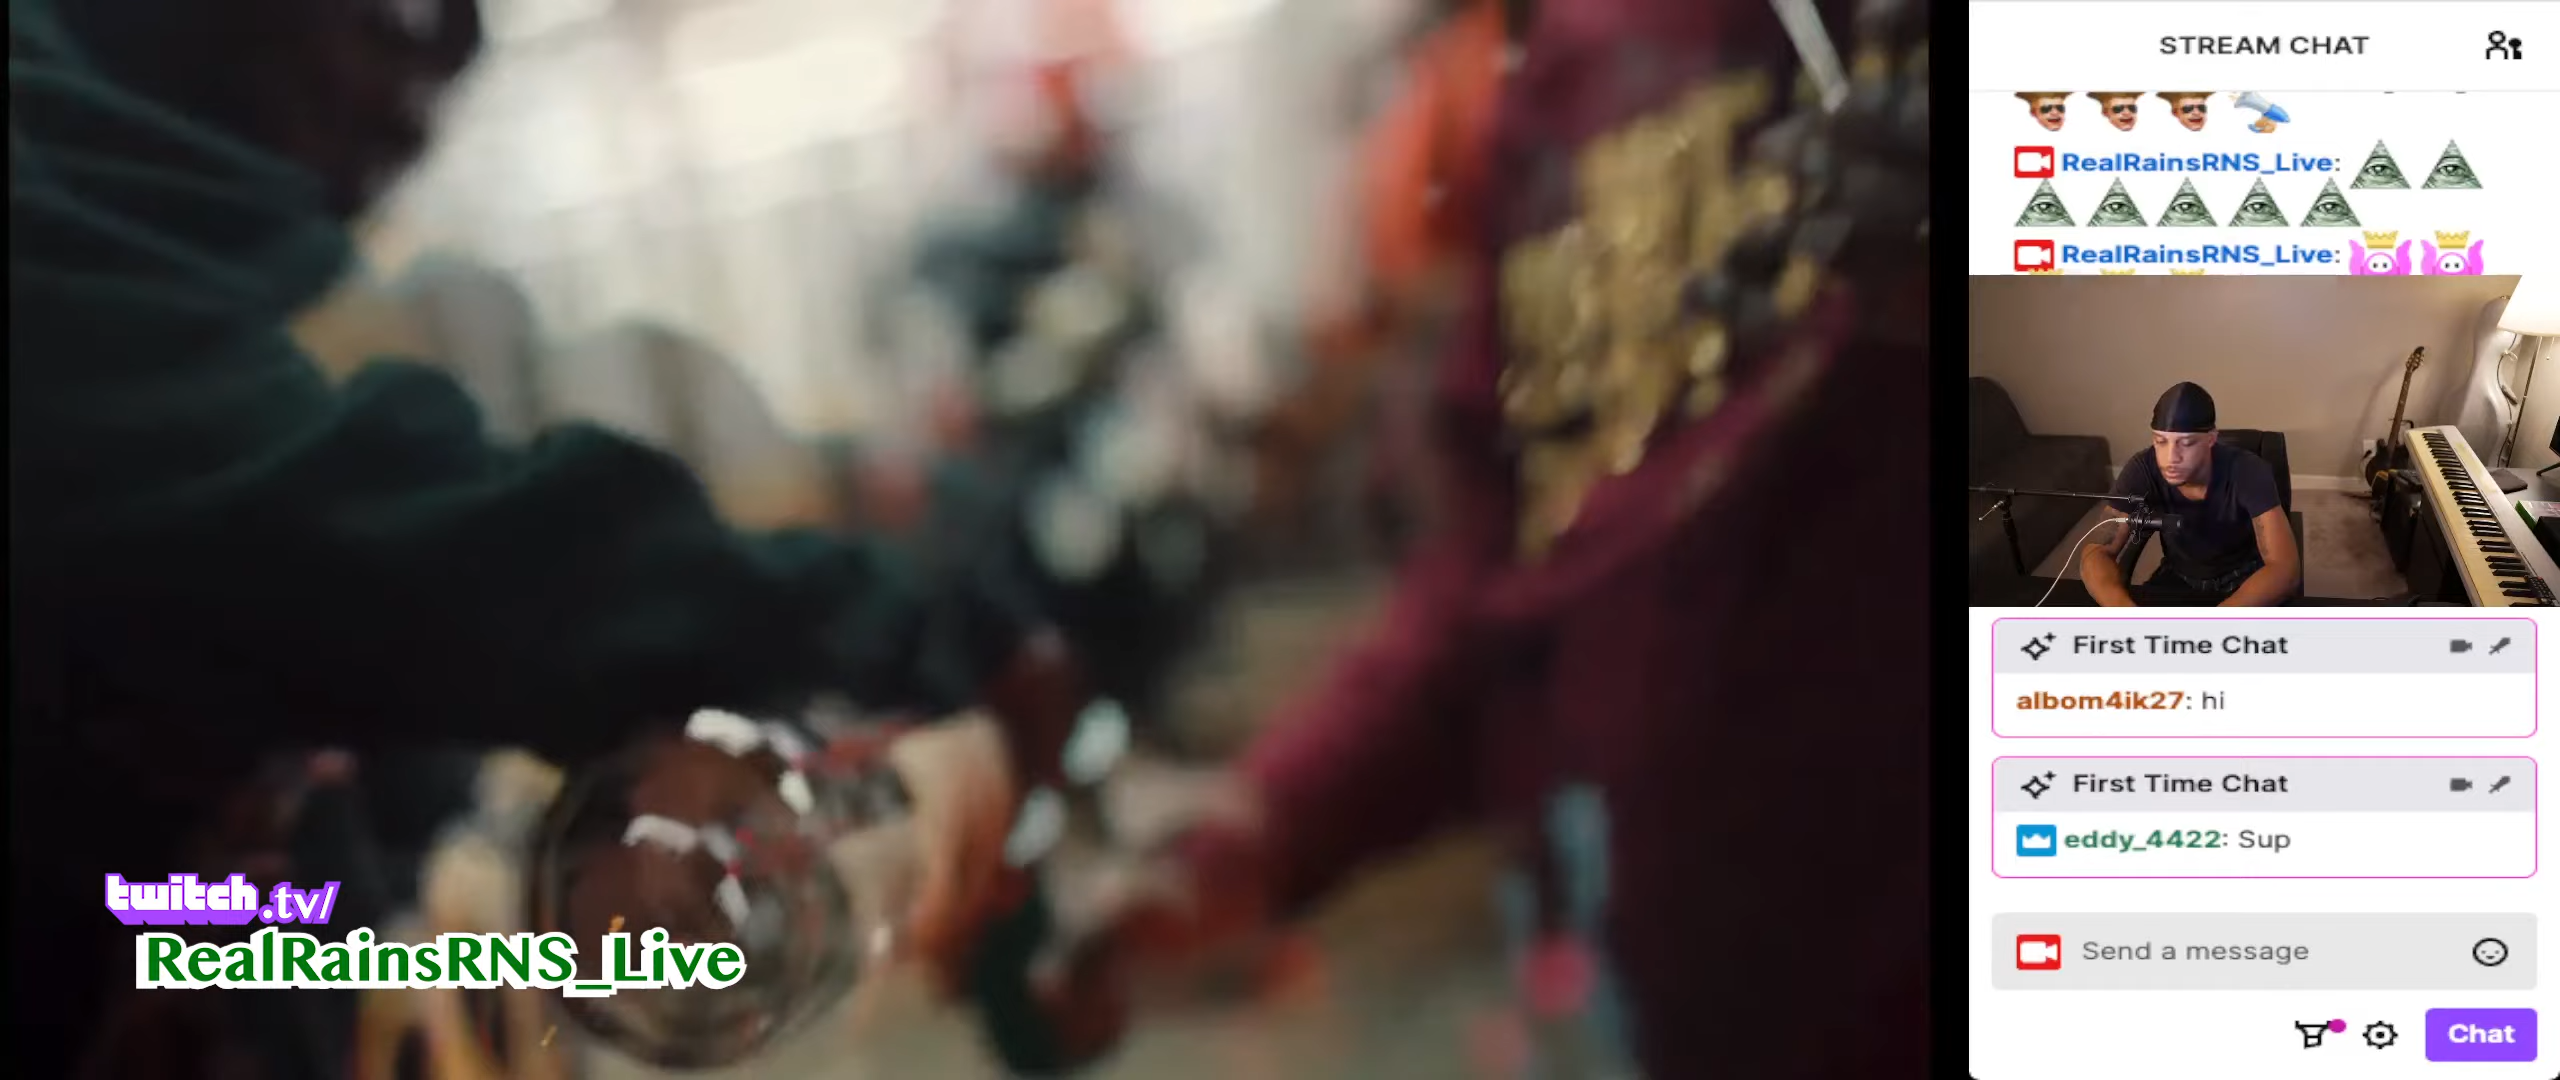 STREAM CHAT
RealRainsRNS_Live:
RealRainsRNS_Live:
First Time Chat
albom4ik27: hi
First Time Chat
eddy_4422: Sup
Send a message
Chat
twitch.tv/
RealRainsRNS_Live